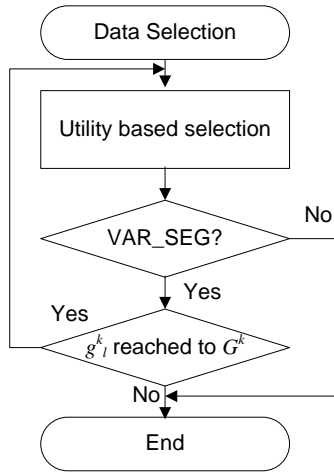 Data Selection
Utility based selection
VAR_SEG?
No
Yes
Yes
g^k_l reached to G^k
No
End